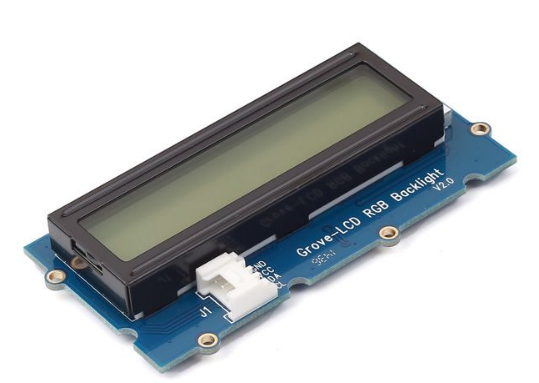 Grove-LCD RGB Backlight
V2.0
GND
VCC
SDA
J1